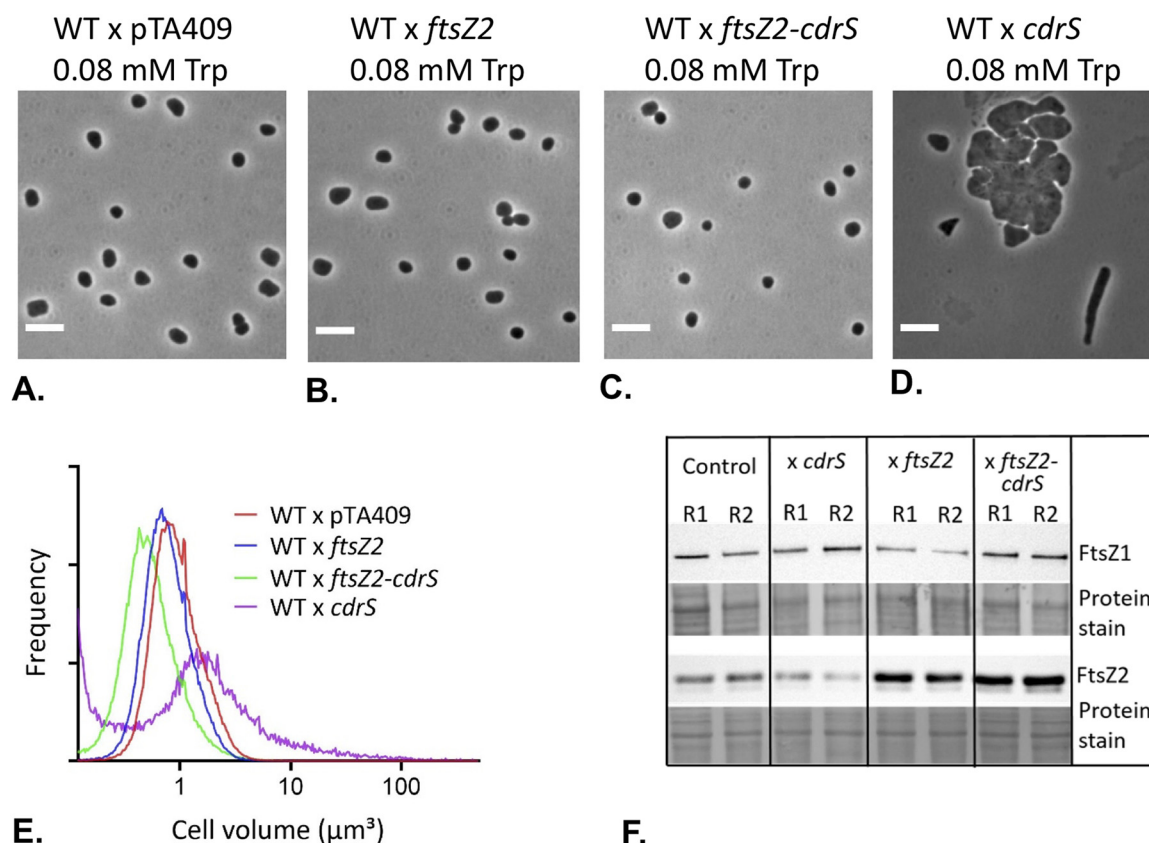 WT x pTA409
0.08 mM Trp
WT x ftsZ2
0.08 mM Trp
WT x ftsZ2-cdrS
0.08 mM Trp
WT x cdrS
0.08 mM Trp
A.
B.
C.
D.
Frequency
WT x pTA409
WT x ftsZ2
WT x ftsZ2-cdrS
WT x cdrS
1
10
100
Cell volume (µm³)
E.
Control
x cdrS
x ftsZ2
x ftsZ2-
cdrS
R1
R2
R1
R2
R1
R2
R1
R2
FtsZ1
Protein
stain
FtsZ2
Protein
stain
F.